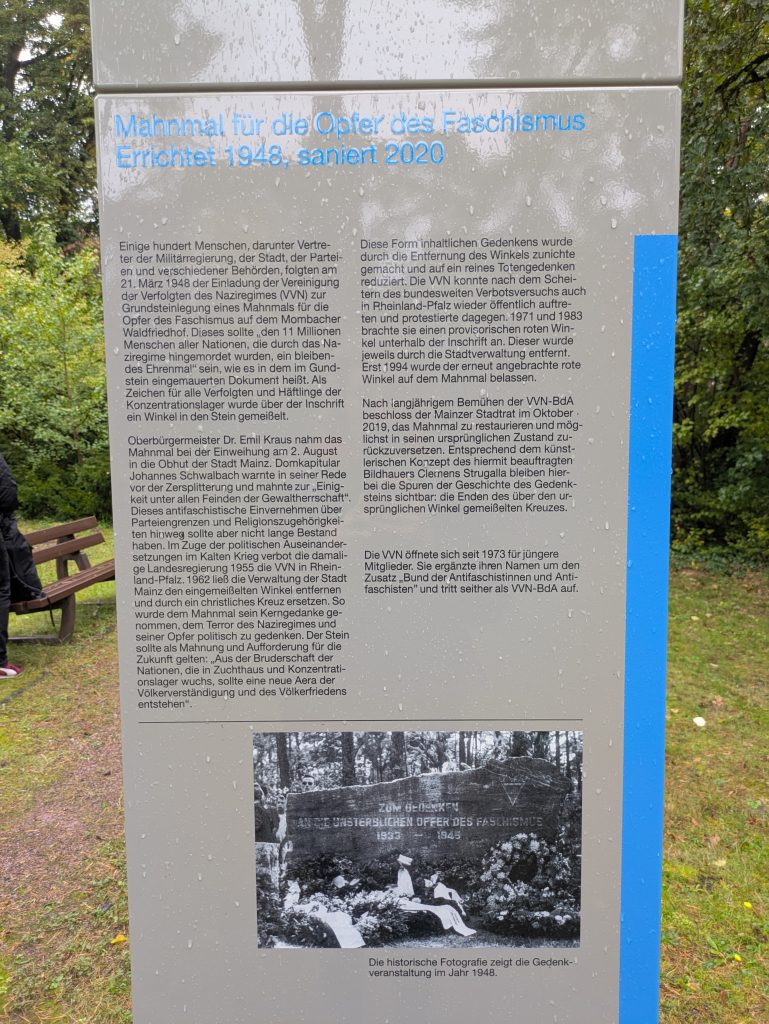 Mahnmal für die Opfer des Faschismus
Errichtet 1948, saniert 2020
Einige hundert Menschen, darunter Vertre-
ter der Militärregierung, der Stadt, der Partei-
en und verschiedener Behörden, folgten am
21. März 1948 der Einladung der Vereinigung
der Verfolgten des Naziregimes (VVN) zur
Grundsteinlegung eines Mahnmals für die
Opfer des Faschismus auf dem Mombacher
Waldfriedhof. Dieses sollte „den 11 Millionen
Menschen aller Nationen, die durch das Na-
ziregime hingemordet wurden, ein bleiben-
des Ehrenmal“ sein, wie es in dem im Gund-
stein eingemauerten Dokument heißt. Als
Zeichen für alle Verfolgten und Häftlinge der
Konzentrationslager wurde über der Inschrift
ein Winkel in den Stein gemeißelt.
Oberbürgermeister Dr. Emil Kraus nahm das
Mahnmal bei der Einweihung am 2. August
in die Obhut der Stadt Mainz. Domkapitular
Johannes Schwalbach warnte in seiner Rede
vor der Zersplitterung und mahnte zur „Einig-
keit unter allen Feinden der Gewaltherrschaft“.
Dieses antifaschistische Einvernehmen über
Parteiengrenzen und Religionszugehörigkei-
ten hinweg sollte aber nicht lange Bestand
haben. Im Zuge der politischen Auseinander-
setzungen im Kalten Krieg verbot die damali-
ge Landesregierung 1955 die VVN in Rhein-
land-Pfalz. 1962 ließ die Verwaltung der Stadt
Mainz den eingemeißelten Winkel entfernen
und durch ein christliches Kreuz ersetzen. So
wurde dem Mahnmal sein Kerngedanke ge-
nommen, dem Terror des Naziregimes und
seiner Opfer politisch zu gedenken. Der Stein
sollte als Mahnung und Aufforderung für die
Zukunft gelten: „Aus der Bruderschaft der
Nationen, die in Zuchthaus und Konzentrati-
onslager wuchs, sollte eine neue Aera der
Völkerverständigung und des Völkerfriedens
entstehen“.
Diese Form inhaltlichen Gedenkens wurde
durch die Entfernung des Winkels zunichte
gemacht und auf ein reines Totengedenken
reduziert. Die VVN konnte nach dem Schei-
tern des bundesweiten Verbotsversuchs auch
in Rheinland-Pfalz wieder öffentlich auftre-
ten und protestierte dagegen. 1971 und 1983
brachte sie einen provisorischen roten Win-
kel unterhalb der Inschrift an. Dieser wurde
jeweils durch die Stadtverwaltung entfernt.
Erst 1994 wurde der erneut angebrachte rote
Winkel auf dem Mahnmal belassen.
Nach langjährigem Bemühen der VVN-BdA
beschloss der Mainzer Stadtrat im Oktober
2019, das Mahnmal zu restaurieren und mög-
lichst in seinen ursprünglichen Zustand zu-
rückzuversetzen. Entsprechend dem künst-
lerischen Konzept des hiermit beauftragten
Bildhauers Clemens Strugalla bleiben hier-
bei die Spuren der Geschichte des Gedenk-
steins sichtbar: die Enden des über den ur-
sprünglichen Winkel gemeißelten Kreuzes.
Die VVN öffnete sich seit 1973 für jüngere
Mitglieder. Sie ergänzte ihren Namen um den
Zusatz „Bund der Antifaschistinnen und Anti-
faschisten“ und tritt seither als VVN-BdA auf.
ZUM GEDENKEN
AN DIE UNSTERBLICHEN OPFER DES FASCHISMUS
1933 — 1945
Die historische Fotografie zeigt die Gedenk-
veranstaltung im Jahr 1948.